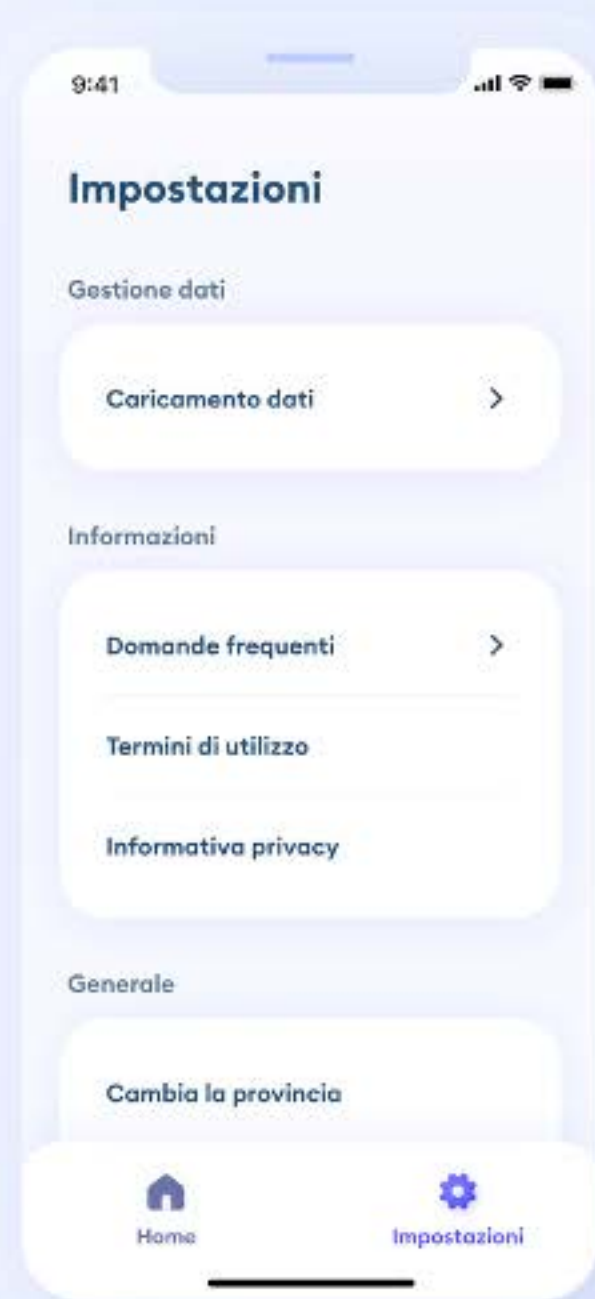 9:41
Impostazioni
Gestione dati
Caricamento dati
Informazioni
Domande frequenti
Termini di utilizzo
Informativa privacy
Generale
Cambia la provincia
Home
Impostazioni